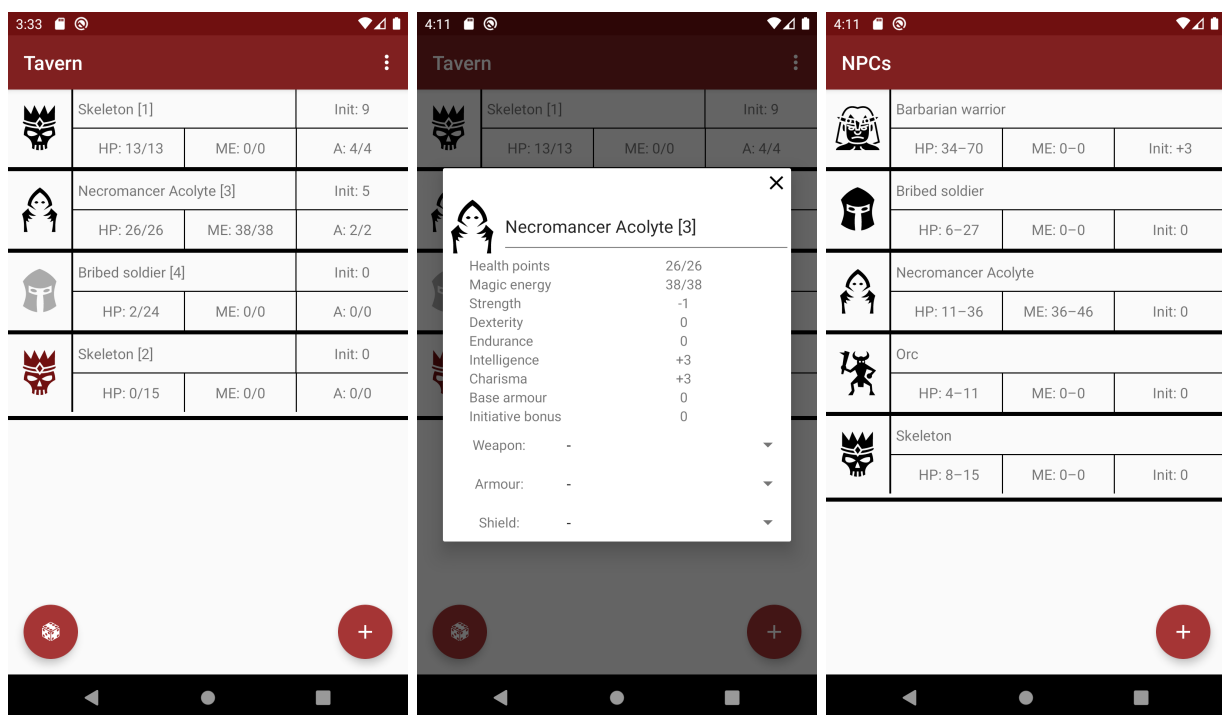 3:33
Tavern
Skeleton [1]
Init: 9
HP: 13/13
ME: 0/0
A: 4/4
Necromancer Acolyte [3]
Init: 5
HP: 26/26
ME: 38/38
A: 2/2
Bribed soldier [4]
Init: 0
HP: 2/24
ME: 0/0
A: 0/0
Skeleton [2]
Init: 0
HP: 0/15
ME: 0/0
A: 0/0
+
4:11
Tavern
Skeleton [1]
Init: 9
HP: 13/13
ME: 0/0
A: 4/4
Necromancer Acolyte [3]
Health points 26/26
Magic energy 38/38
Strength -1
Dexterity 0
Endurance 0
Intelligence +3
Charisma +3
Base armour 0
Initiative bonus 0
Weapon: -
Armour: -
Shield: -
+
4:11
NPCs
Barbarian warrior
HP: 34–70
ME: 0–0
Init: +3
Bribed soldier
HP: 6–27
ME: 0–0
Init: 0
Necromancer Acolyte
HP: 11–36
ME: 36–46
Init: 0
Orc
HP: 4–11
ME: 0–0
Init: 0
Skeleton
HP: 8–15
ME: 0–0
Init: 0
+